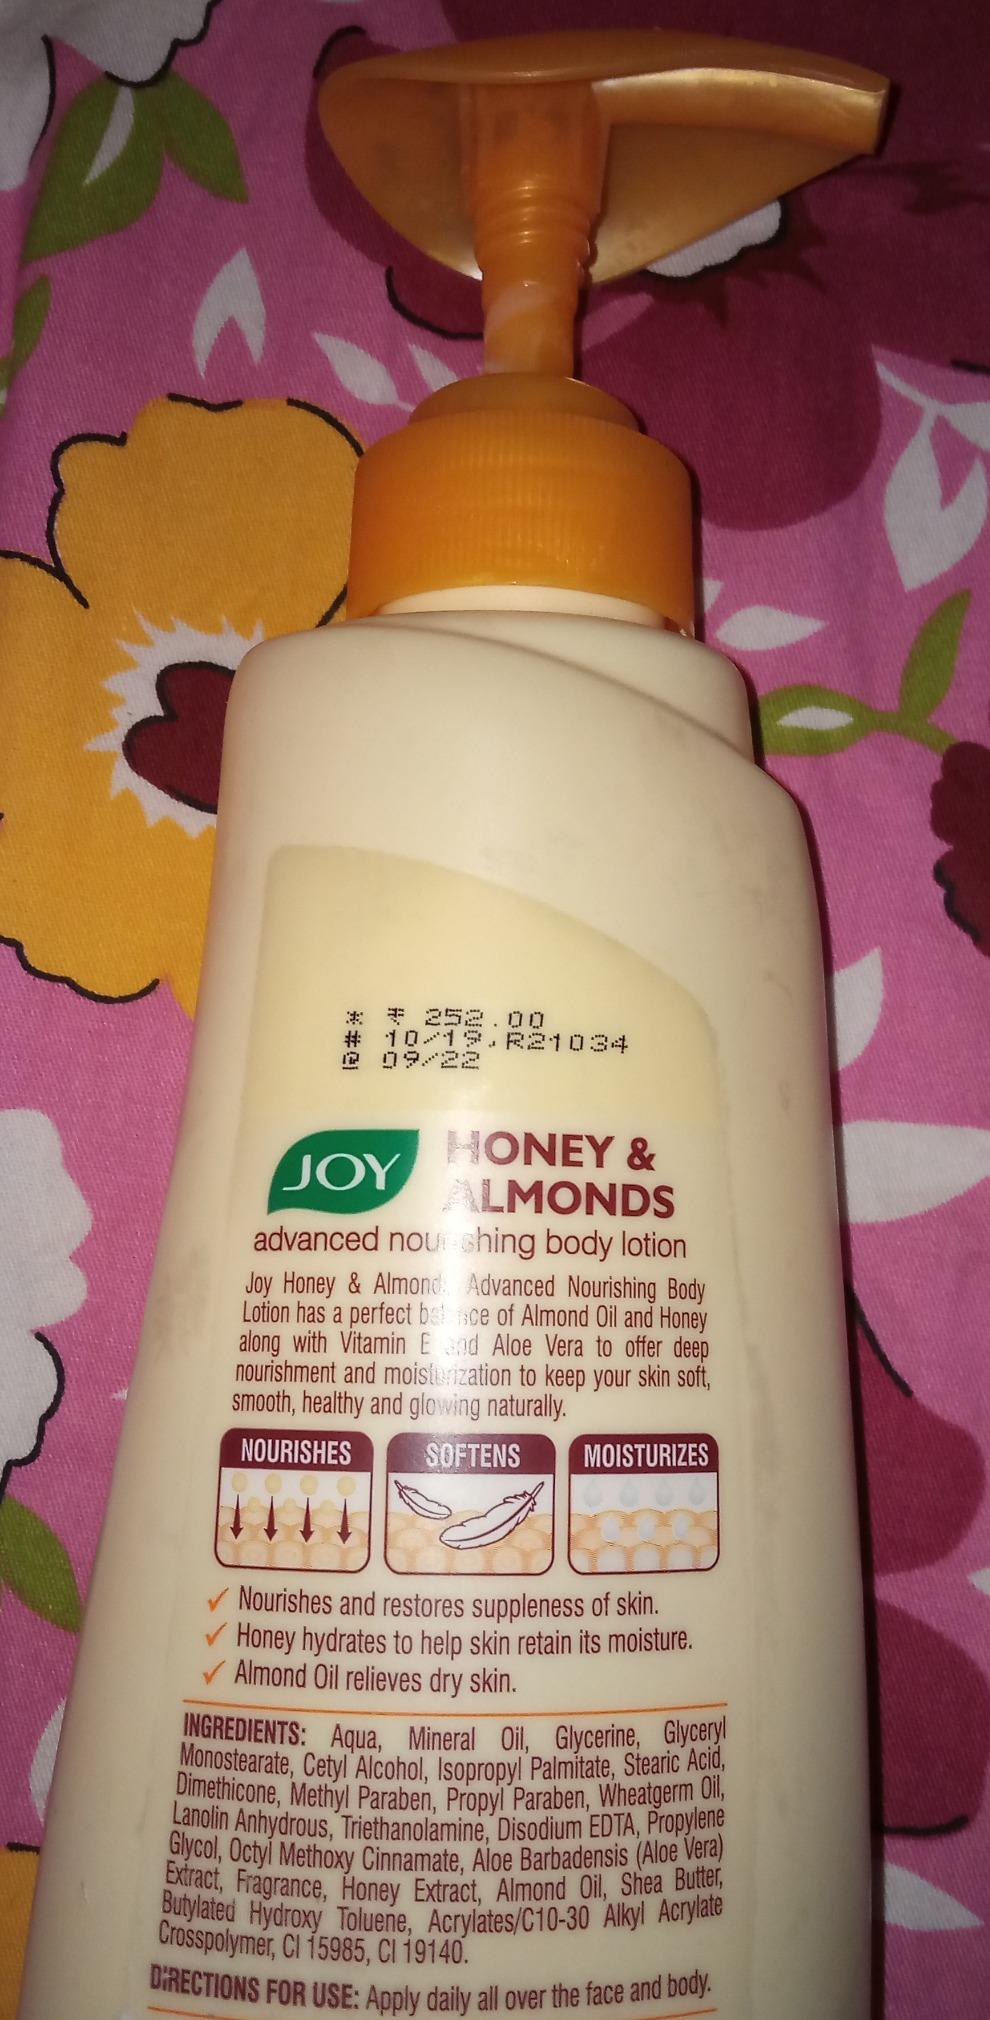 * ₹ 252.00
# 10/19, R21034
@ 09/22
JOY
HONEY &
ALMONDS
advanced nourishing body lotion
Joy Honey & Almonds Advanced Nourishing Body
Lotion has a perfect balance of Almond Oil and Honey
along with Vitamin E and Aloe Vera to offer deep
nourishment and moisturization to keep your skin soft,
smooth, healthy and glowing naturally.
NOURISHES
SOFTENS
MOISTURIZES
✓ Nourishes and restores suppleness of skin.
✓ Honey hydrates to help skin retain its moisture.
✓ Almond Oil relieves dry skin.
INGREDIENTS: Aqua, Mineral Oil, Glycerine, Glyceryl
Monostearate, Cetyl Alcohol, Isopropyl Palmitate, Stearic Acid,
Dimethicone, Methyl Paraben, Propyl Paraben, Wheatgerm Oil,
Lanolin Anhydrous, Triethanolamine, Disodium EDTA, Propylene
Glycol, Octyl Methoxy Cinnamate, Aloe Barbadensis (Aloe Vera)
Extract, Fragrance, Honey Extract, Almond Oil, Shea Butter,
Butylated Hydroxy Toluene, Acrylates/C10-30 Alkyl Acrylate
Crosspolymer, CI 15985, CI 19140.
DIRECTIONS FOR USE: Apply daily all over the face and body.